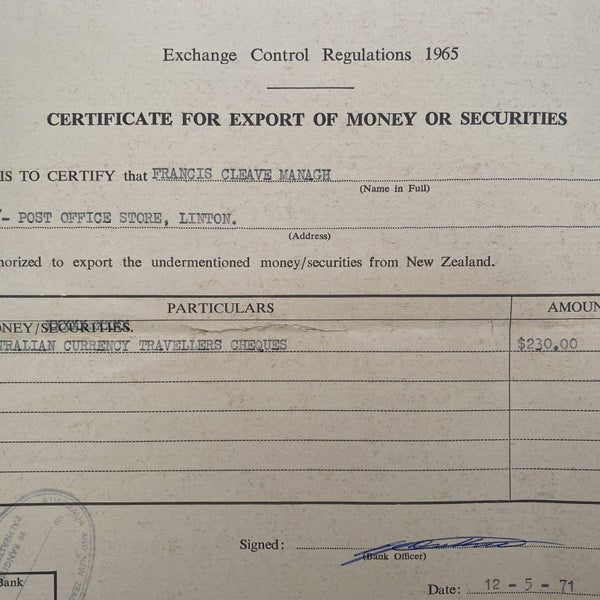 Exchange Control Regulations 1965
CERTIFICATE FOR EXPORT OF MONEY OR SECURITIES
IS TO CERTIFY that FRANCIS CLEAVE MANAGH
(Name in Full)
- POST OFFICE STORE, LINTON.
(Address)
horized to export the undermentioned money/securities from New Zealand.
PARTICULARS AMOUN
NEY/SECURITIES.
TRALIAN CURRENCY TRAVELLERS CHEQUES $230.00
Signed:
(Bank Officer)
Bank
Date: 12 - 5 - 71